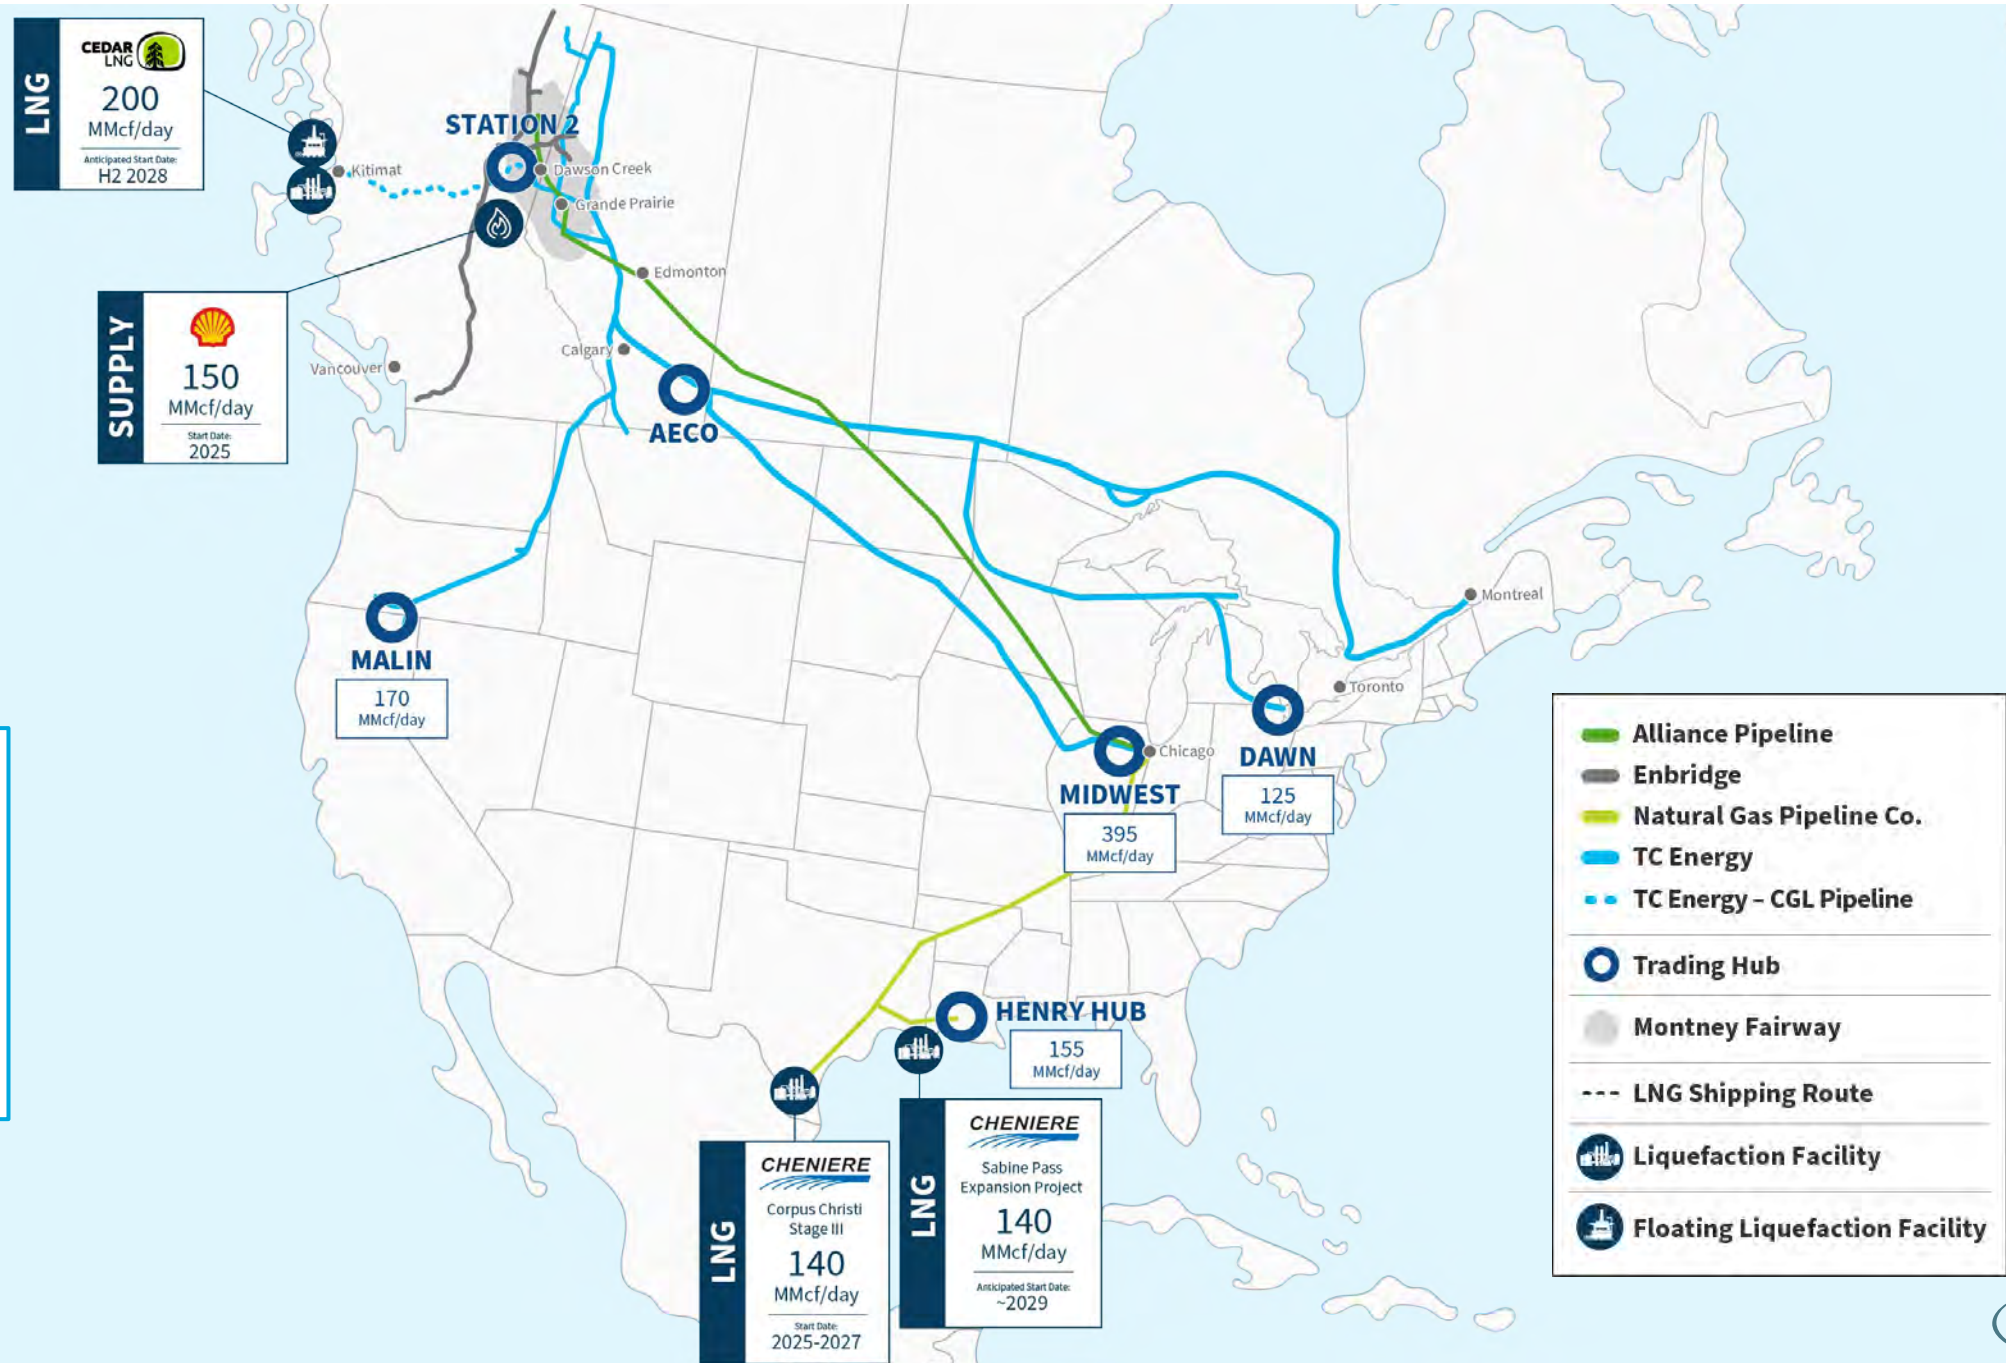 LNG
CEDAR
LNG
200
MMcf/day
Anticipated Start Date:
H2 2028
STATION 2
Kitimat
Dawson Creek
Grande Prairie
Edmonton
SUPPLY
150
MMcf/day
Start Date:
2025
Calgary
Vancouver
AECO
MALIN
170
MMcf/day
Montreal
Toronto
Chicago
DAWN
125
MMcf/day
MIDWEST
395
MMcf/day
HENRY HUB
155
MMcf/day
LNG
CHENIERE
Corpus Christi
Stage III
140
MMcf/day
Start Date:
2025-2027
LNG
CHENIERE
Sabine Pass
Expansion Project
140
MMcf/day
Anticipated Start Date:
~2029
Alliance Pipeline
Enbridge
Natural Gas Pipeline Co.
TC Energy
TC Energy – CGL Pipeline
Trading Hub
Montney Fairway
LNG Shipping Route
Liquefaction Facility
Floating Liquefaction Facility